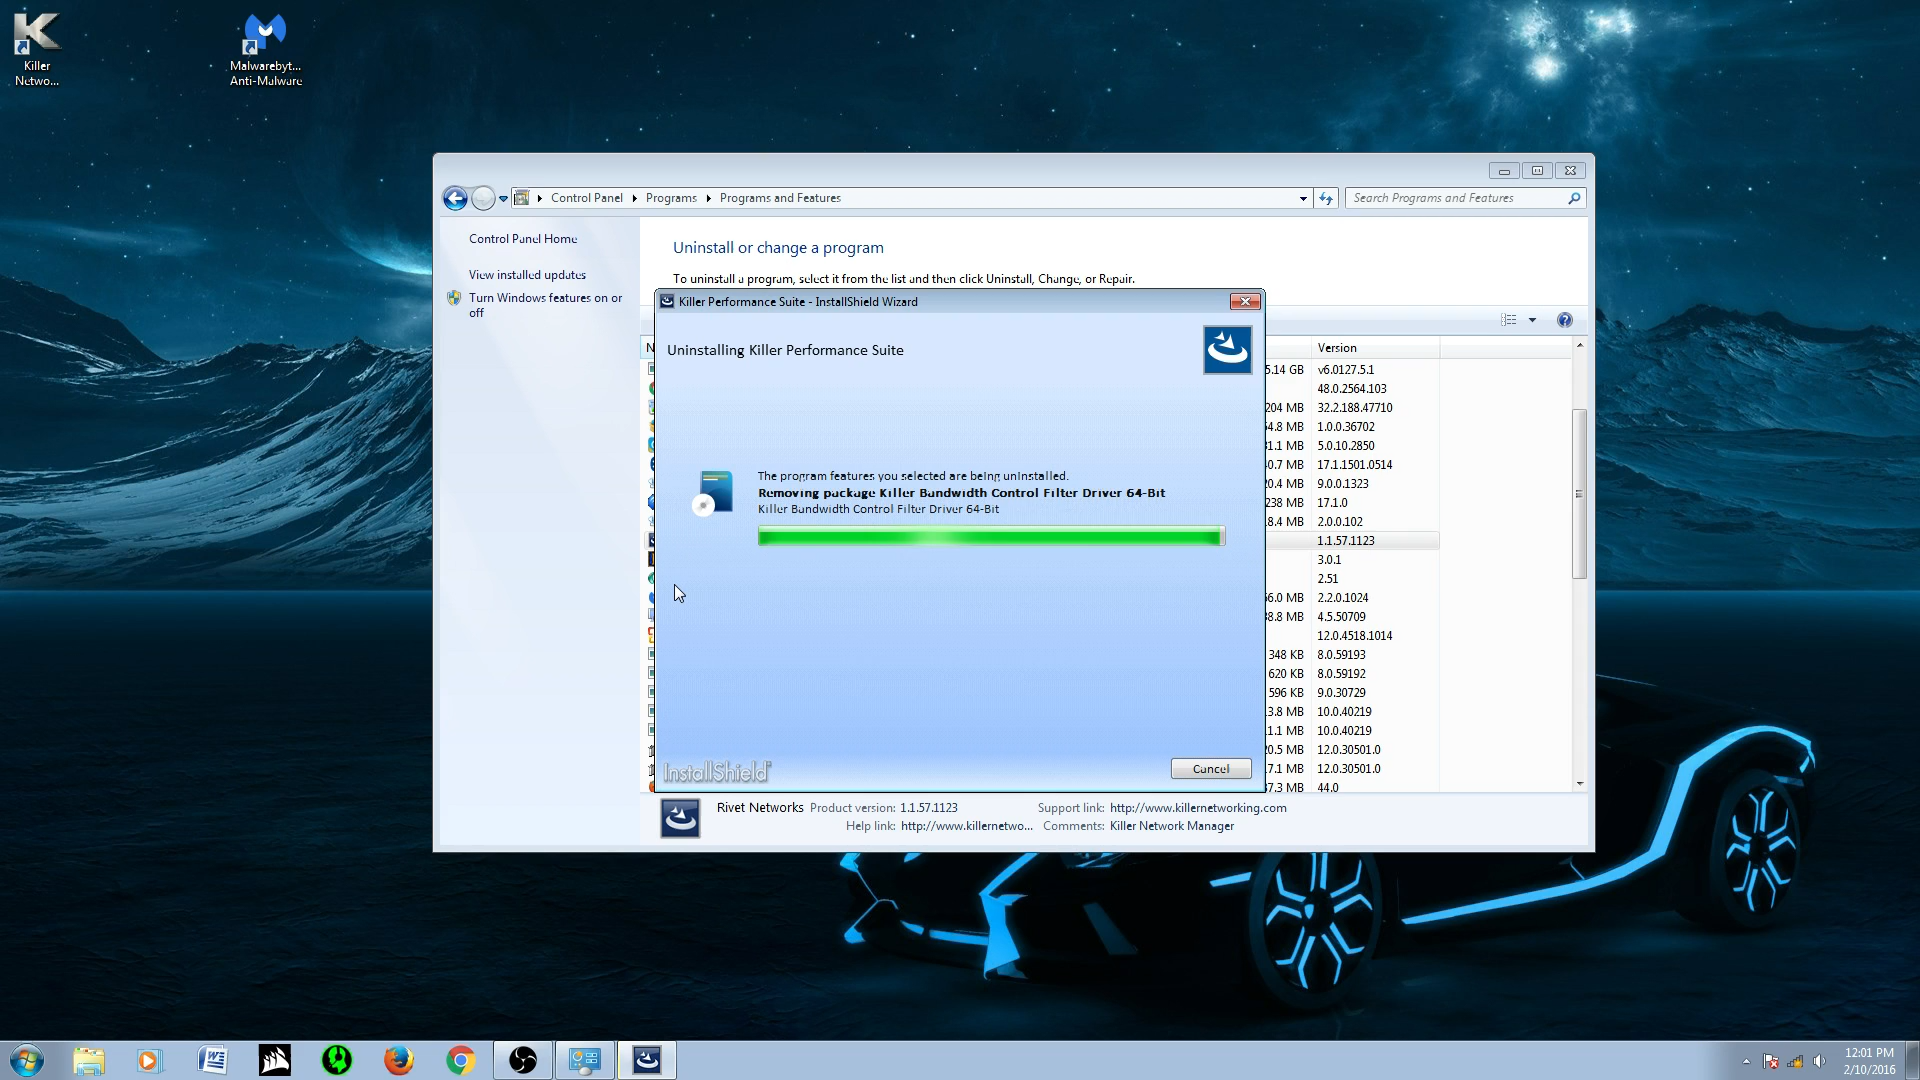 Killer
Netwo...
Malwarebyt...
Anti-Malware
Control Panel
Programs
Programs and Features
Search Programs and Features
Control Panel Home
View installed updates
Turn Windows features on or
off
Uninstall or change a program
To uninstall a program, select it from the list and then click Uninstall, Change, or Repair.
Killer Performance Suite - InstallShield Wizard
Uninstalling Killer Performance Suite
The program features you selected are being uninstalled.
Removing package Killer Bandwidth Control Filter Driver 64-Bit
Killer Bandwidth Control Filter Driver 64-Bit
InstallShield
Cancel
N
Version
5.14 GB v6.0127.5.1
48.0.2564.103
204 MB 32.2.188.47710
4.8 MB 1.0.0.36702
1.1 MB 5.0.10.2850
0.7 MB 17.1.1501.0514
0.4 MB 9.0.0.1323
238 MB 17.1.0
8.4 MB 2.0.0.102
1.1.57.1123
3.0.1
2.51
6.0 MB 2.2.0.1024
8.8 MB 4.5.50709
12.0.4518.1014
348 KB 8.0.59193
620 KB 8.0.59192
596 KB 9.0.30729
3.8 MB 10.0.40219
1.1 MB 10.0.40219
0.5 MB 12.0.30501.0
7.1 MB 12.0.30501.0
7.3 MB 44.0
Rivet Networks Product version: 1.1.57.1123 Support link: http://www.killernetworking.com
Help link: http://www.killernetwo... Comments: Killer Network Manager
12:01 PM
2/10/2016